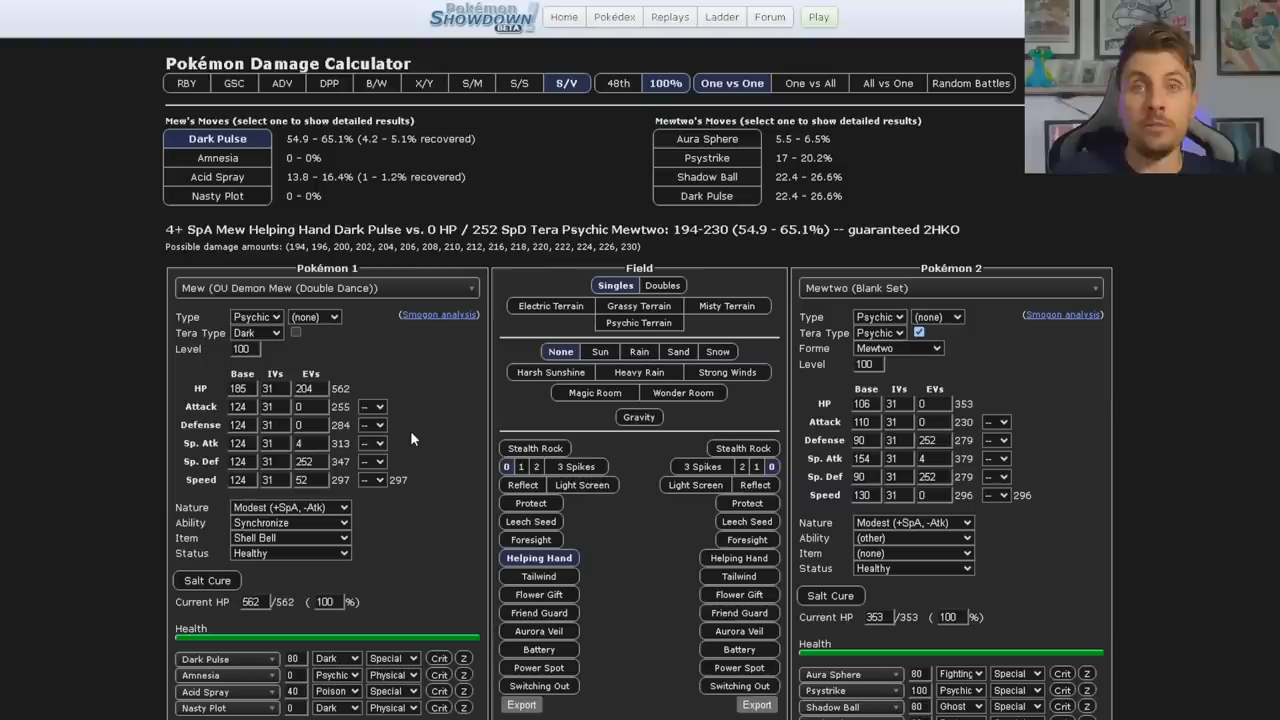 Pokémon SHOWDOWN! BETA Home Pokédex Replays Ladder Forum Play
Pokémon Damage Calculator
RBY GSC ADV DPP B/W X/Y S/M S/S S/V 48th 100% One vs One One vs All All vs One Random Battles
Mew's Moves (select one to show detailed results)
Dark Pulse 54.9 - 65.1% (4.2 - 5.1% recovered)
Amnesia 0 - 0%
Acid Spray 13.8 - 16.4% (1 - 1.2% recovered)
Nasty Plot 0 - 0%
Mewtwo's Moves (select one to show detailed results)
Aura Sphere 5.5 - 6.5%
Psystrike 17 - 20.2%
Shadow Ball 22.4 - 26.6%
Dark Pulse 22.4 - 26.6%
4+ SpA Mew Helping Hand Dark Pulse vs. 0 HP / 252 SpD Tera Psychic Mewtwo: 194-230 (54.9 - 65.1%) -- guaranteed 2HKO
Possible damage amounts: (194, 196, 200, 202, 204, 206, 208, 210, 212, 216, 218, 220, 222, 224, 226, 230)
Pokémon 1
Mew (OU Demon Mew (Double Dance))
Type Psychic (none) (Smogon analysis)
Tera Type Dark
Level 100
Base IVs EVs
HP 185 31 204 562
Attack 124 31 0 255 --
Defense 124 31 0 284 --
Sp. Atk 124 31 4 313 --
Sp. Def 124 31 252 347 --
Speed 124 31 52 297 -- 297
Nature Modest (+SpA, -Atk)
Ability Synchronize
Item Shell Bell
Status Healthy
Salt Cure
Current HP 562 /562 ( 100 %)
Health
Dark Pulse 80 Dark Special Crit Z
Amnesia 0 Psychic Physical Crit Z
Acid Spray 40 Poison Special Crit Z
Nasty Plot 0 Dark Physical Crit Z
Field
Singles Doubles
Electric Terrain Grassy Terrain Misty Terrain
Psychic Terrain
None Sun Rain Sand Snow
Harsh Sunshine Heavy Rain Strong Winds
Magic Room Wonder Room
Gravity
Stealth Rock Stealth Rock
0 1 2 3 Spikes 3 Spikes 2 1 0
Reflect Light Screen Light Screen Reflect
Protect Protect
Leech Seed Leech Seed
Foresight Foresight
Helping Hand Helping Hand
Tailwind Tailwind
Flower Gift Flower Gift
Friend Guard Friend Guard
Aurora Veil Aurora Veil
Battery Battery
Power Spot Power Spot
Switching Out Switching Out
Export Export
Pokémon 2
Mewtwo (Blank Set)
Type Psychic (none) (Smogon analysis)
Tera Type Psychic
Forme Mewtwo
Level 100
Base IVs EVs
HP 106 31 0 353
Attack 110 31 0 230 --
Defense 90 31 252 279 --
Sp. Atk 154 31 4 379 --
Sp. Def 90 31 252 279 --
Speed 130 31 0 296 -- 296
Nature Modest (+SpA, -Atk)
Ability (other)
Item (none)
Status Healthy
Salt Cure
Current HP 353 /353 ( 100 %)
Health
Aura Sphere 80 Fighting Special Crit Z
Psystrike 100 Psychic Special Crit Z
Shadow Ball 80 Ghost Special Crit Z